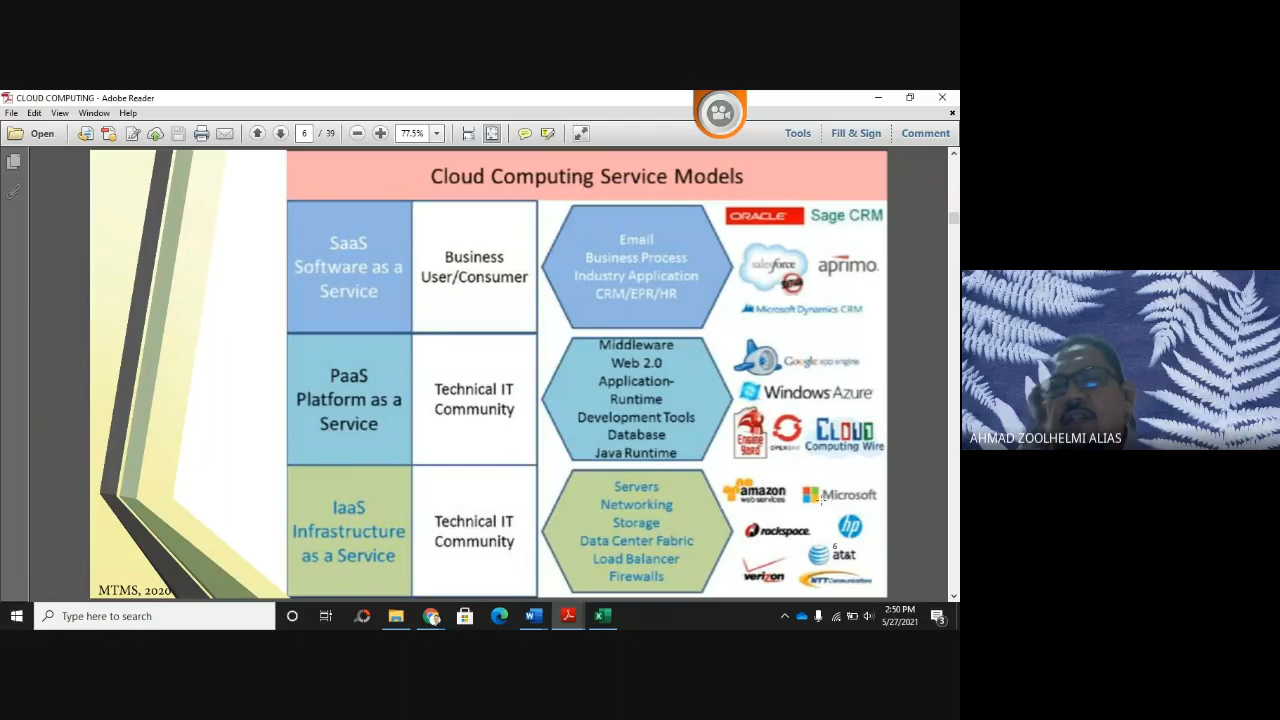 CLOUD COMPUTING - Adobe Reader
File Edit View Window Help
Open
6 / 39
77.5%
Tools Fill & Sign Comment
Cloud Computing Service Models
SaaS
Software as a
Service
Business
User/Consumer
Email
Business Process
Industry Application
CRM/EPR/HR
ORACLE Sage CRM
salesforce aprimo
Microsoft Dynamics CRM
PaaS
Platform as a
Service
Technical IT
Community
Middleware
Web 2.0
Application-
Runtime
Development Tools
Database
Java Runtime
Google app engine
Windows Azure
Engine
Yard
CLOUD
Computing Wire
IaaS
Infrastructure
as a Service
Technical IT
Community
Servers
Networking
Storage
Data Center Fabric
Load Balancer
Firewalls
amazon
web services
Microsoft
rackspace hp
6
at&t
verizon NTT Communications
MTMS, 2020
AHMAD ZOOLHELMI ALIAS
Type here to search
2:50 PM
5/27/2021
3